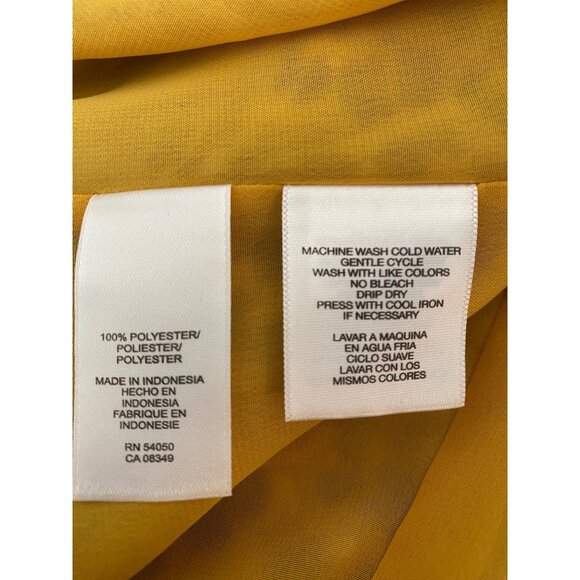 100% POLYESTER/
POLIESTER/
POLYESTER
MADE IN INDONESIA
HECHO EN
INDONESIA
FABRIQUE EN
INDONESIE
RN 54050
CA 08349
MACHINE WASH COLD WATER
GENTLE CYCLE
WASH WITH LIKE COLORS
NO BLEACH
DRIP DRY
PRESS WITH COOL IRON
IF NECESSARY
LAVAR A MAQUINA
EN AGUA FRIA
CICLO SUAVE
LAVAR CON LOS
MISMOS COLORES